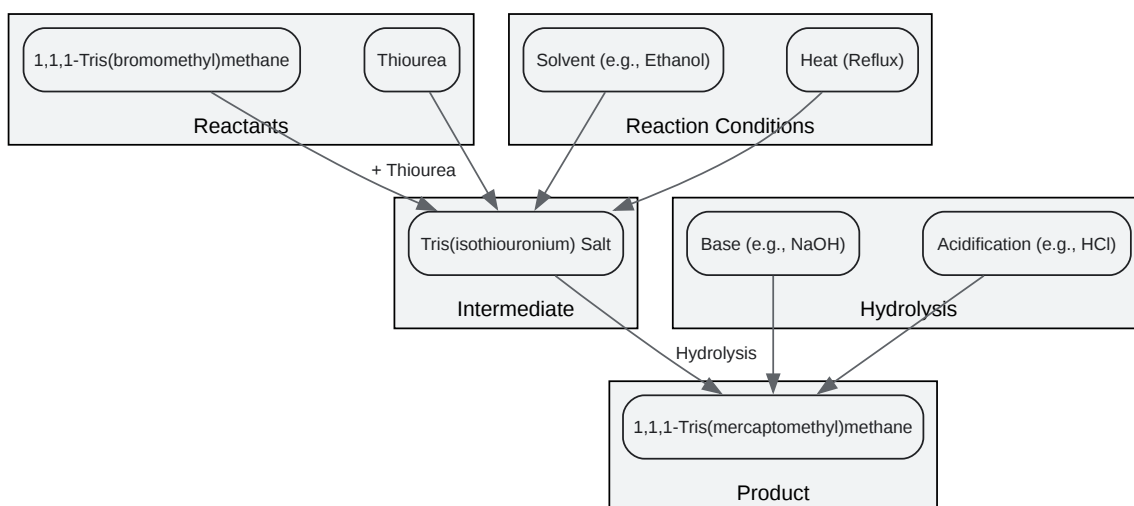 1,1,1-Tris(bromomethyl)methane
Thiourea
Reactants
Solvent (e.g., Ethanol)
Heat (Reflux)
Reaction Conditions
+ Thiourea
Tris(isothiouronium) Salt
Intermediate
Base (e.g., NaOH)
Acidification (e.g., HCl)
Hydrolysis
Hydrolysis
1,1,1-Tris(mercaptomethyl)methane
Product